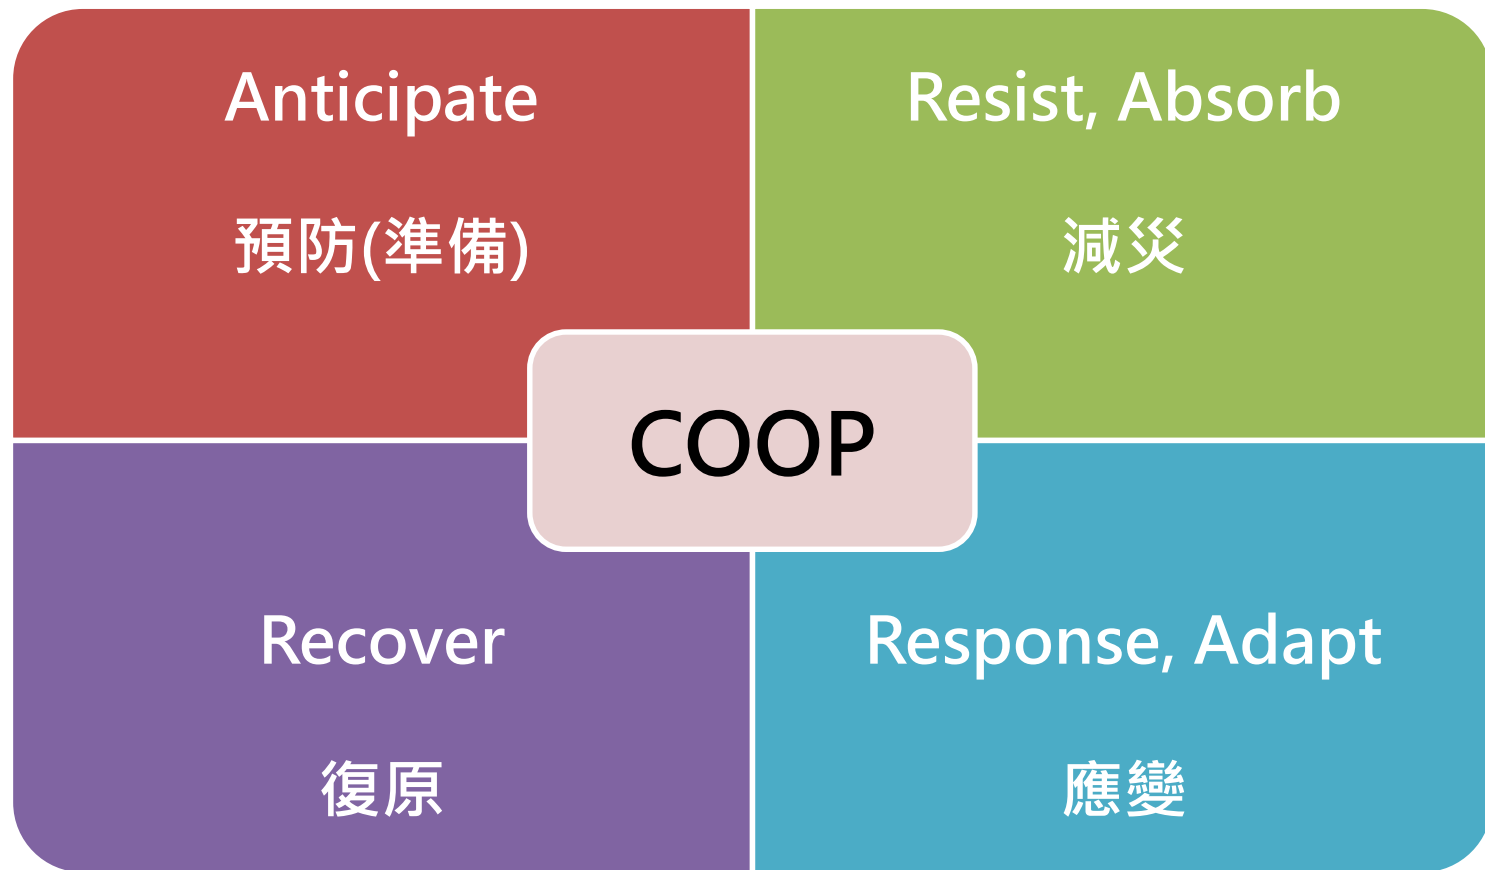 Anticipate
預防(準備)
Resist, Absorb
減災
COOP
Recover
復原
Response, Adapt
應變